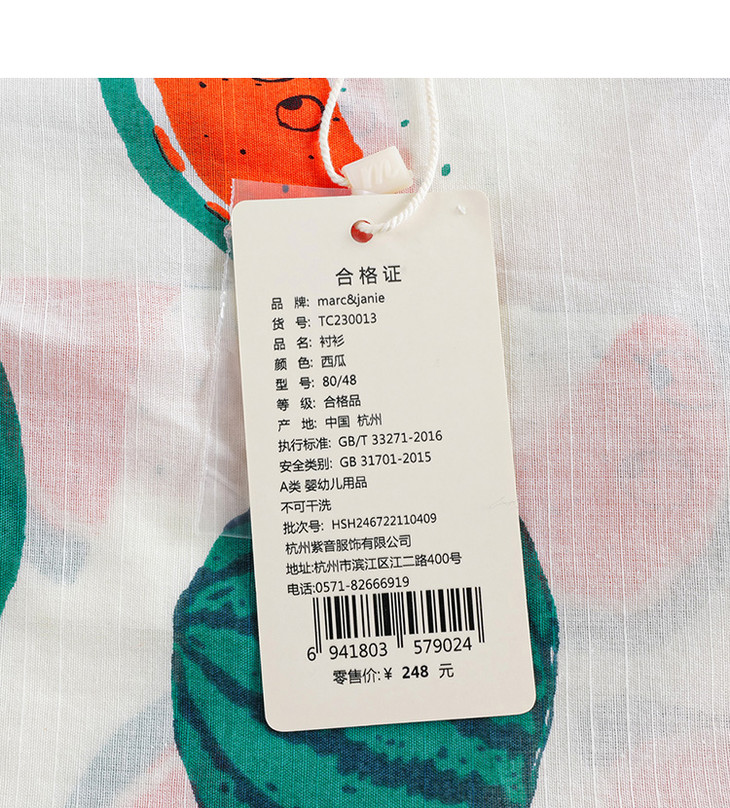 合格证
品 牌: marc&janie
货 号: TC230013
品 名: 衬衫
颜 色: 西瓜
型 号: 80/48
等 级: 合格品
产 地: 中国 杭州
执行标准: GB/T 33271-2016
安全类别: GB 31701-2015
A类 婴幼儿用品
不可干洗
批次号: HSH246722110409
杭州紫音服饰有限公司
地址:杭州市滨江区江二路400号
电话:0571-82666919
6 941803 579024
零售价:¥ 248 元